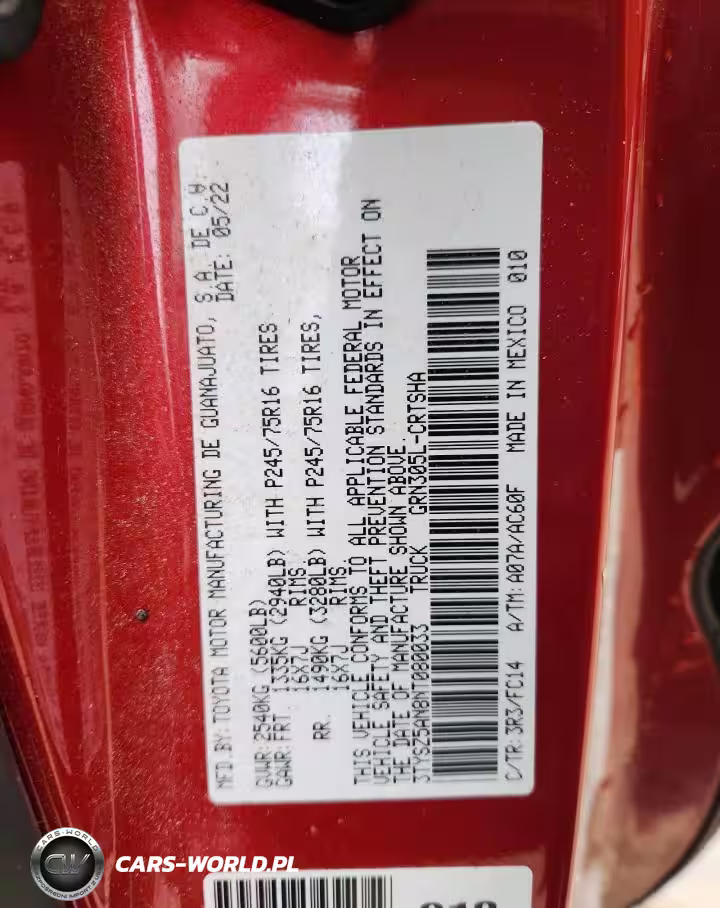 MFD.BY: TOYOTA MOTOR MANUFACTURING DE GUANAJUATO, S.A. DE C.V.
DATE: 05/22
GVWR: 2540KG (5600LB)
GAWR: FRT. 1335KG (2940LB) WITH P245/75R16 TIRES
16X7J RIMS.
RR. 1490KG (3280LB) WITH P245/75R16 TIRES,
16X7J RIMS.
THIS VEHICLE CONFORMS TO ALL APPLICABLE FEDERAL MOTOR
VEHICLE SAFETY AND THEFT PREVENTION STANDARDS IN EFFECT ON
THE DATE OF MANUFACTURE SHOWN ABOVE.
3TYSZ5AN8NT080033 TRUCK GRN305L-CRTSHA
C/TR: 3R3/FC14 A/TM: A07A/AC60F MADE IN MEXICO 010
CARS-WORLD
CW
CARS-WORLD.PL